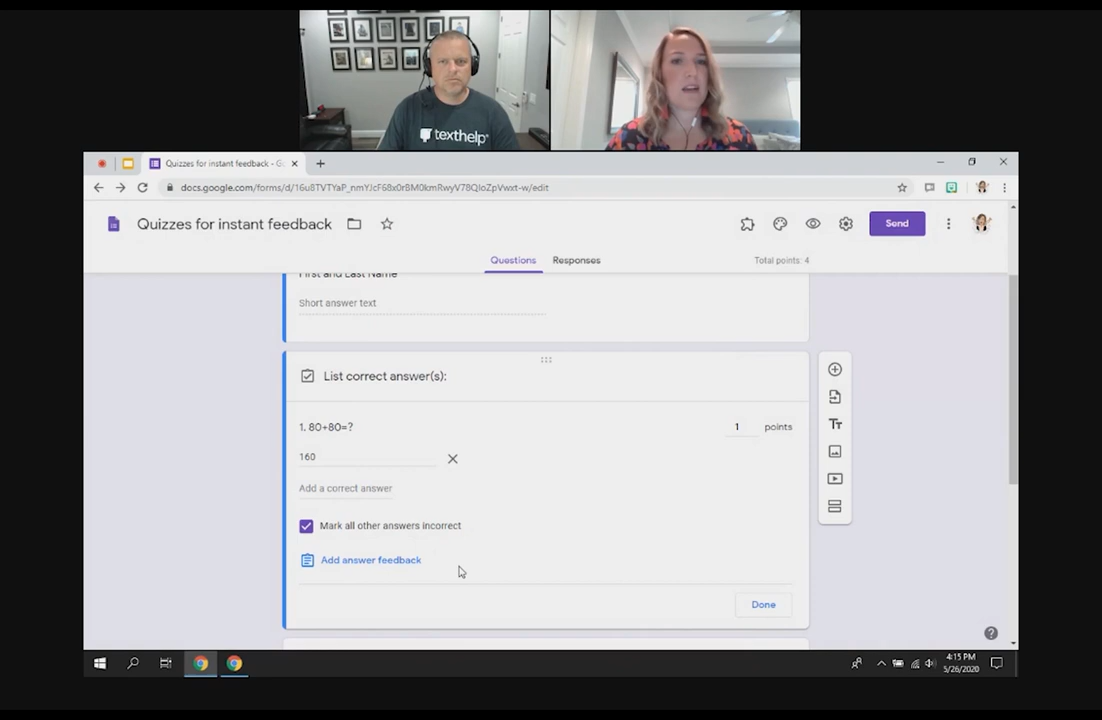 texthelp
Quizzes for instant feedback - Go
docs.google.com/forms/d/16u8TVTYaP_nmYJcF68x0rBM0kmRwyV78QIoZpVwxt-w/edit
Quizzes for instant feedback
Send
Questions
Responses
Total points: 4
First and Last Name
Short answer text
List correct answer(s):
1. 80+80=?
1 points
160
Add a correct answer
Mark all other answers incorrect
Add answer feedback
Done
4:15 PM
5/26/2020